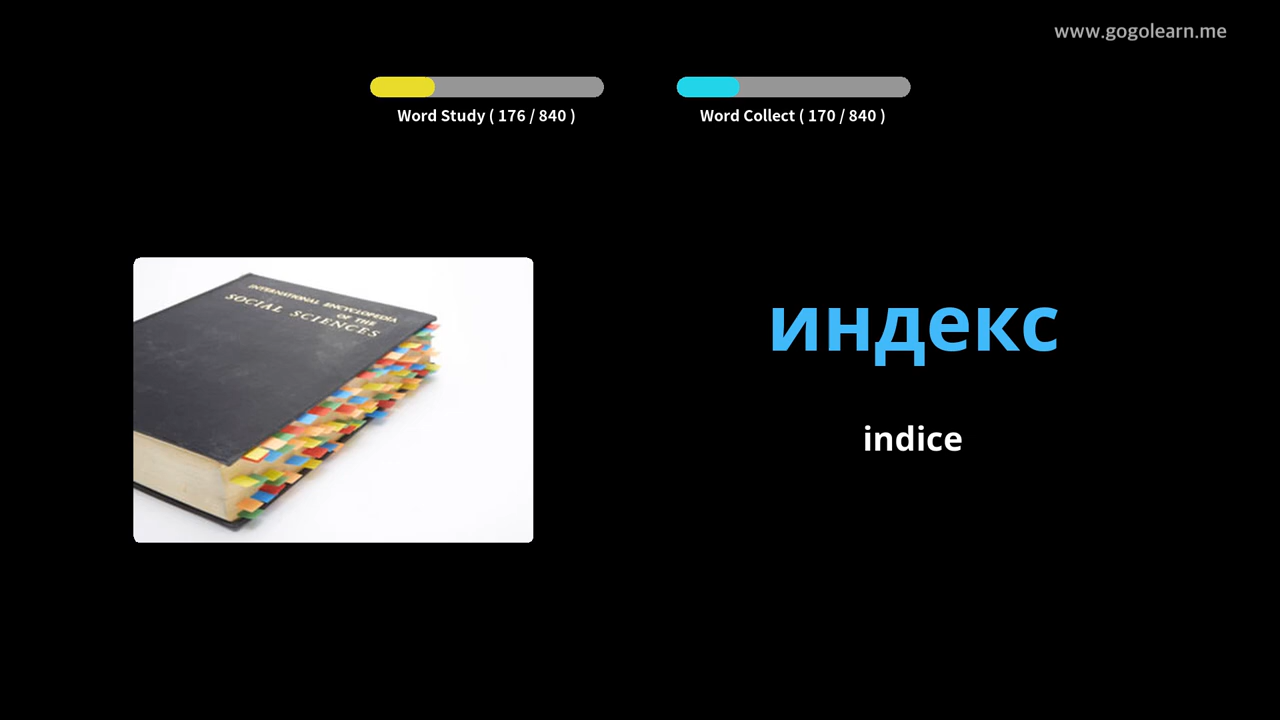 www.gogolearn.me
Word Study ( 176 / 840 )
Word Collect ( 170 / 840 )
INTERNATIONAL ENCYCLOPEDIA
OF THE
SOCIAL SCIENCES
индекс
indice